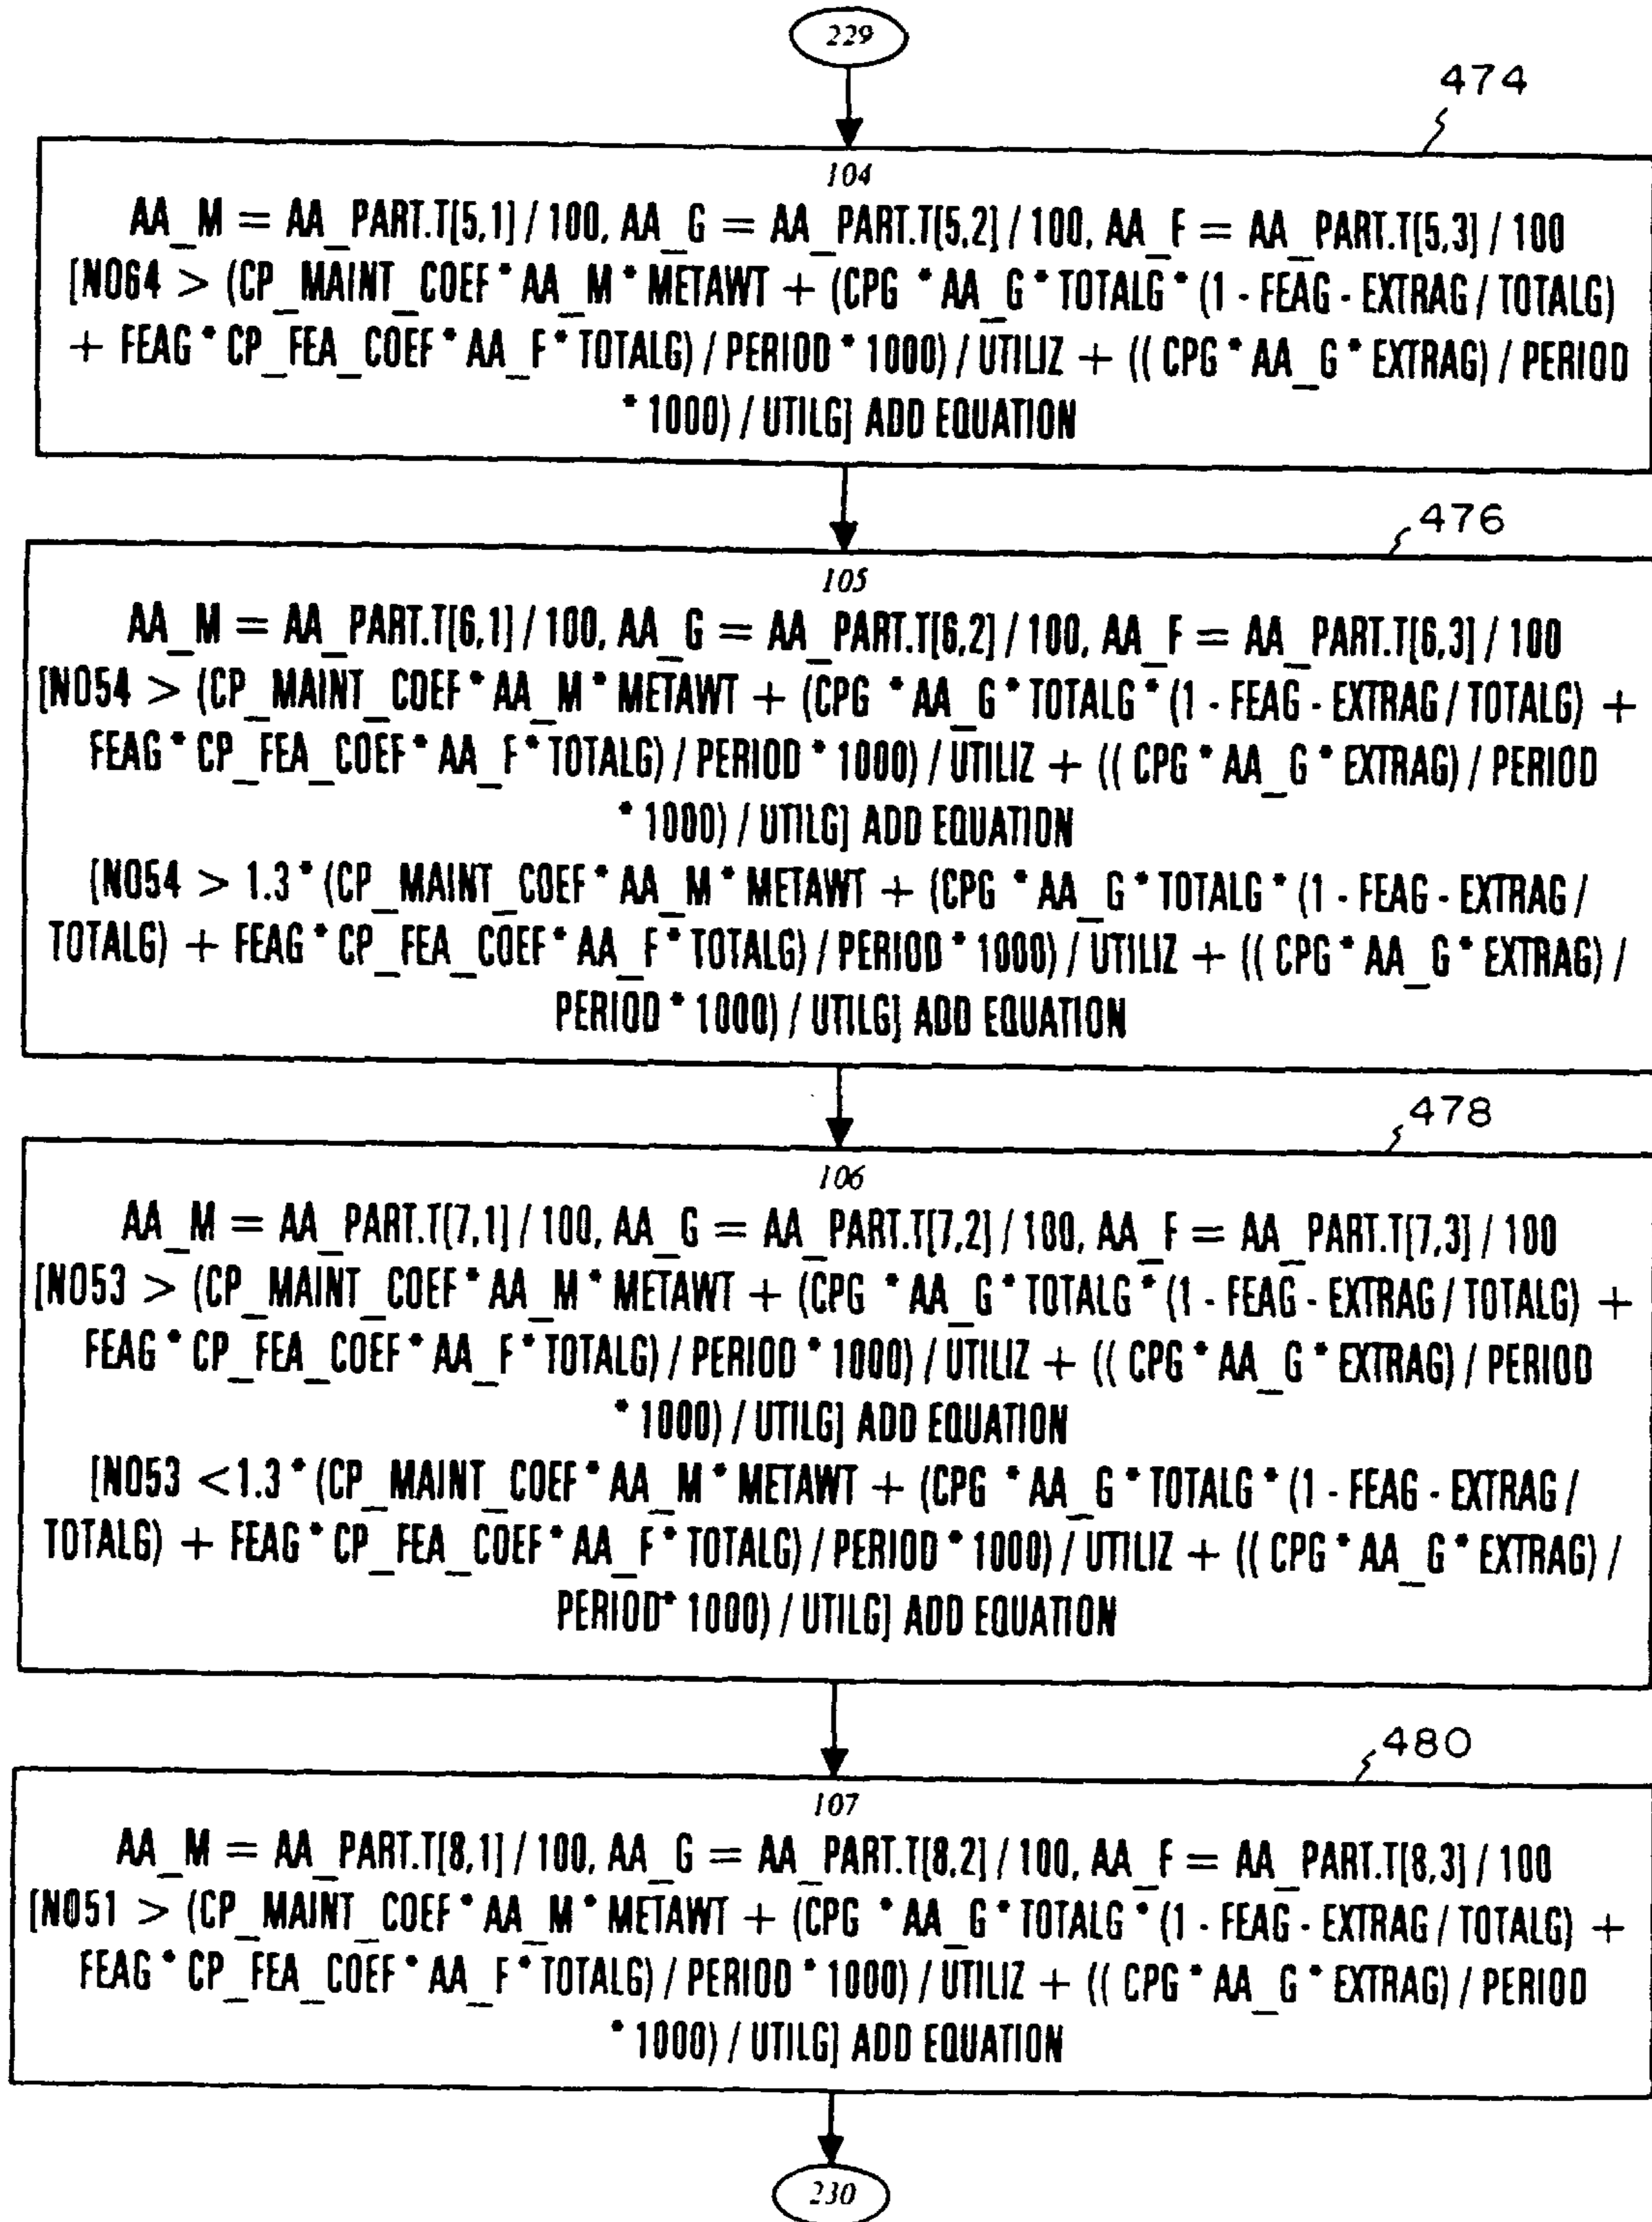 229
474
104
AA_M = AA_PART.T[5,1] / 100, AA_G = AA_PART.T[5,2] / 100, AA_F = AA_PART.T[5,3] / 100
[NO64 > (CP_MAINT_COEF * AA_M * METAWT + (CPG * AA_G * TOTALG * (1 - FEAG - EXTRAG / TOTALG)
+ FEAG * CP_FEA_COEF * AA_F * TOTALG) / PERIOD * 1000) / UTILIZ + (( CPG * AA_G * EXTRAG) / PERIOD
* 1000) / UTILG] ADD EQUATION
476
105
AA_M = AA_PART.T[6,1] / 100, AA_G = AA_PART.T[6,2] / 100, AA_F = AA_PART.T[6,3] / 100
[NO54 > (CP_MAINT_COEF * AA_M * METAWT + (CPG * AA_G * TOTALG * (1 - FEAG - EXTRAG / TOTALG) +
FEAG * CP_FEA_COEF * AA_F * TOTALG) / PERIOD * 1000) / UTILIZ + (( CPG * AA_G * EXTRAG) / PERIOD
* 1000) / UTILG] ADD EQUATION
[NO54 > 1.3 * (CP_MAINT_COEF * AA_M * METAWT + (CPG * AA_G * TOTALG * (1 - FEAG - EXTRAG /
TOTALG) + FEAG * CP_FEA_COEF * AA_F * TOTALG) / PERIOD * 1000) / UTILIZ + (( CPG * AA_G * EXTRAG) /
PERIOD * 1000) / UTILG] ADD EQUATION
478
106
AA_M = AA_PART.T[7,1] / 100, AA_G = AA_PART.T[7,2] / 100, AA_F = AA_PART.T[7,3] / 100
[NO53 > (CP_MAINT_COEF * AA_M * METAWT + (CPG * AA_G * TOTALG * (1 - FEAG - EXTRAG / TOTALG) +
FEAG * CP_FEA_COEF * AA_F * TOTALG) / PERIOD * 1000) / UTILIZ + (( CPG * AA_G * EXTRAG) / PERIOD
* 1000) / UTILG] ADD EQUATION
[NO53 <1.3 * (CP_MAINT_COEF * AA_M * METAWT + (CPG * AA_G * TOTALG * (1 - FEAG - EXTRAG /
TOTALG) + FEAG * CP_FEA_COEF * AA_F * TOTALG) / PERIOD * 1000) / UTILIZ + (( CPG * AA_G * EXTRAG) /
PERIOD* 1000) / UTILG] ADD EQUATION
480
107
AA_M = AA_PART.T[8,1] / 100, AA_G = AA_PART.T[8,2] / 100, AA_F = AA_PART.T[8,3] / 100
[NO51 > (CP_MAINT_COEF * AA_M * METAWT + (CPG * AA_G * TOTALG * (1 - FEAG - EXTRAG / TOTALG) +
FEAG * CP_FEA_COEF * AA_F * TOTALG) / PERIOD * 1000) / UTILIZ + (( CPG * AA_G * EXTRAG) / PERIOD
* 1000) / UTILG] ADD EQUATION
230